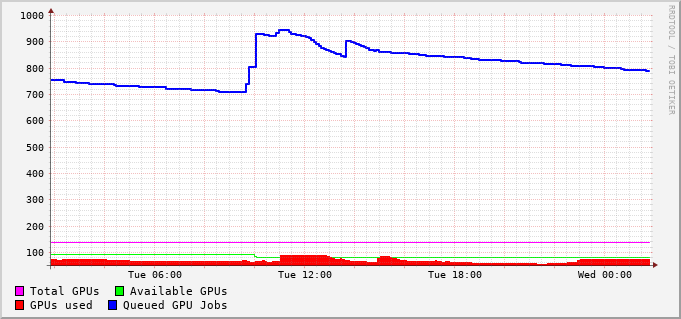 1000
900
800
700
600
500
400
300
200
100
Tue 06:00 Tue 12:00 Tue 18:00 Wed 00:00
Total GPUs Available GPUs
GPUs used Queued GPU Jobs
RRDTOOL / TOBI OETIKER